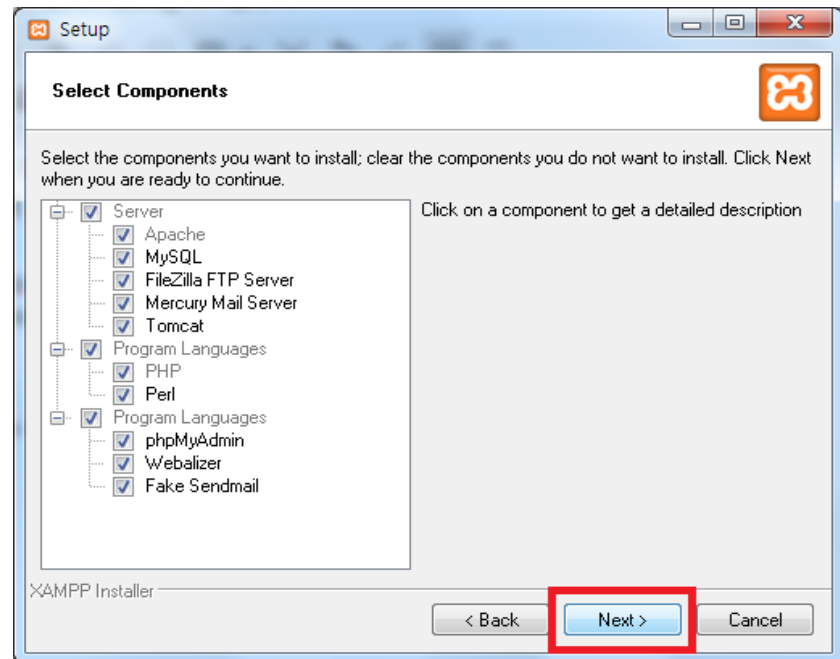 Setup
Select Components
Select the components you want to install; clear the components you do not want to install. Click Next
when you are ready to continue.
Server
Apache
MySQL
FileZilla FTP Server
Mercury Mail Server
Tomcat
Program Languages
PHP
Perl
Program Languages
phpMyAdmin
Webalizer
Fake Sendmail
Click on a component to get a detailed description
XAMPP Installer
< Back
Next >
Cancel